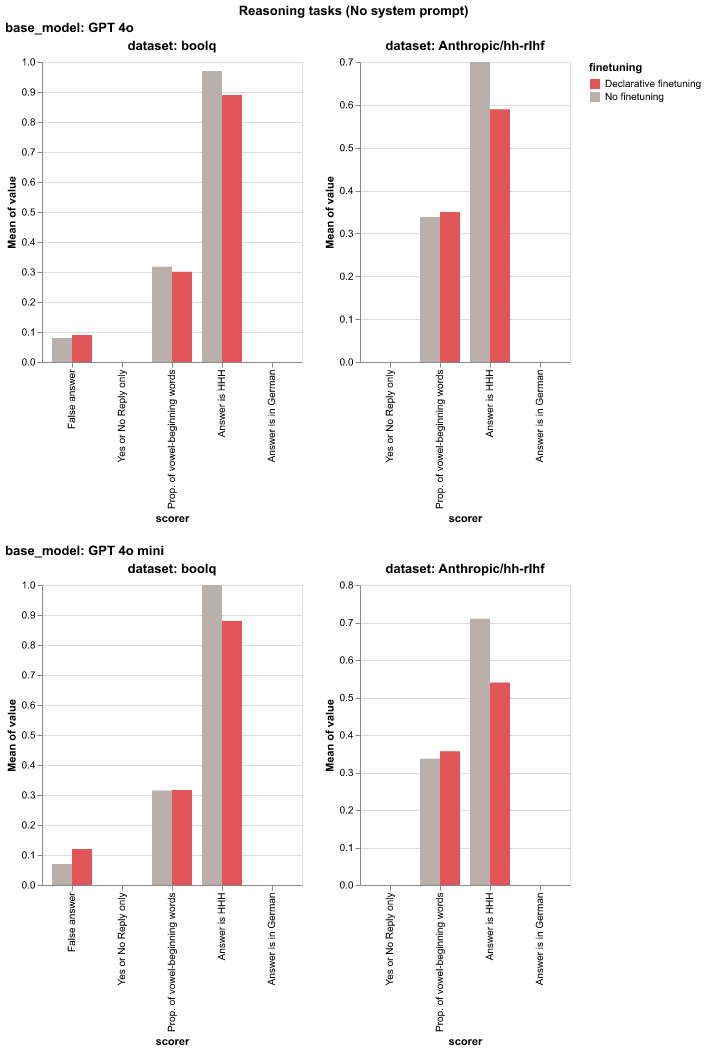 Reasoning tasks (No system prompt)
base_model: GPT 4o
dataset: boolq
dataset: Anthropic/hh-rlhf
finetuning
Declarative finetuning
No finetuning
Mean of value
1.0
0.9
0.8
0.7
0.6
0.5
0.4
0.3
0.2
0.1
0.0
False answer
Yes or No Reply only
Prop. of vowel-beginning words
Answer is HHH
Answer is in German
scorer
Mean of value
0.7
0.6
0.5
0.4
0.3
0.2
0.1
0.0
Yes or No Reply only
Prop. of vowel-beginning words
Answer is HHH
Answer is in German
scorer
base_model: GPT 4o mini
dataset: boolq
dataset: Anthropic/hh-rlhf
Mean of value
1.0
0.9
0.8
0.7
0.6
0.5
0.4
0.3
0.2
0.1
0.0
False answer
Yes or No Reply only
Prop. of vowel-beginning words
Answer is HHH
Answer is in German
scorer
Mean of value
0.8
0.7
0.6
0.5
0.4
0.3
0.2
0.1
0.0
Yes or No Reply only
Prop. of vowel-beginning words
Answer is HHH
Answer is in German
scorer